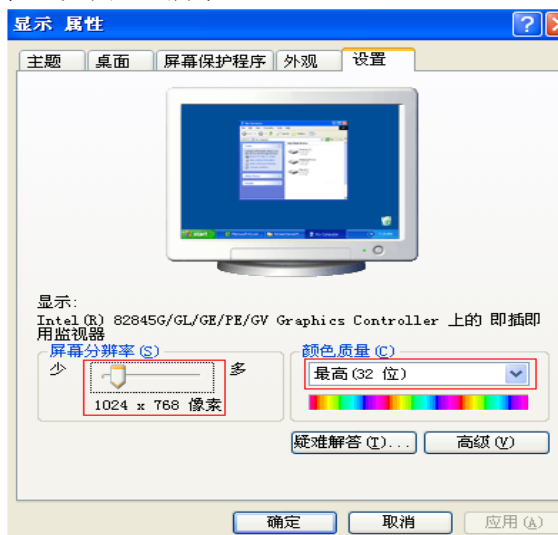 显示 属性
主题 桌面 屏幕保护程序 外观 设置
显示:
Intel(R) 82845G/GL/GE/PE/GV Graphics Controller 上的 即插即
用监视器
屏幕分辨率(S)
少 多
1024 x 768 像素
颜色质量(C)
最高(32 位)
疑难解答(T)... 高级(V)
确定 取消 应用(A)